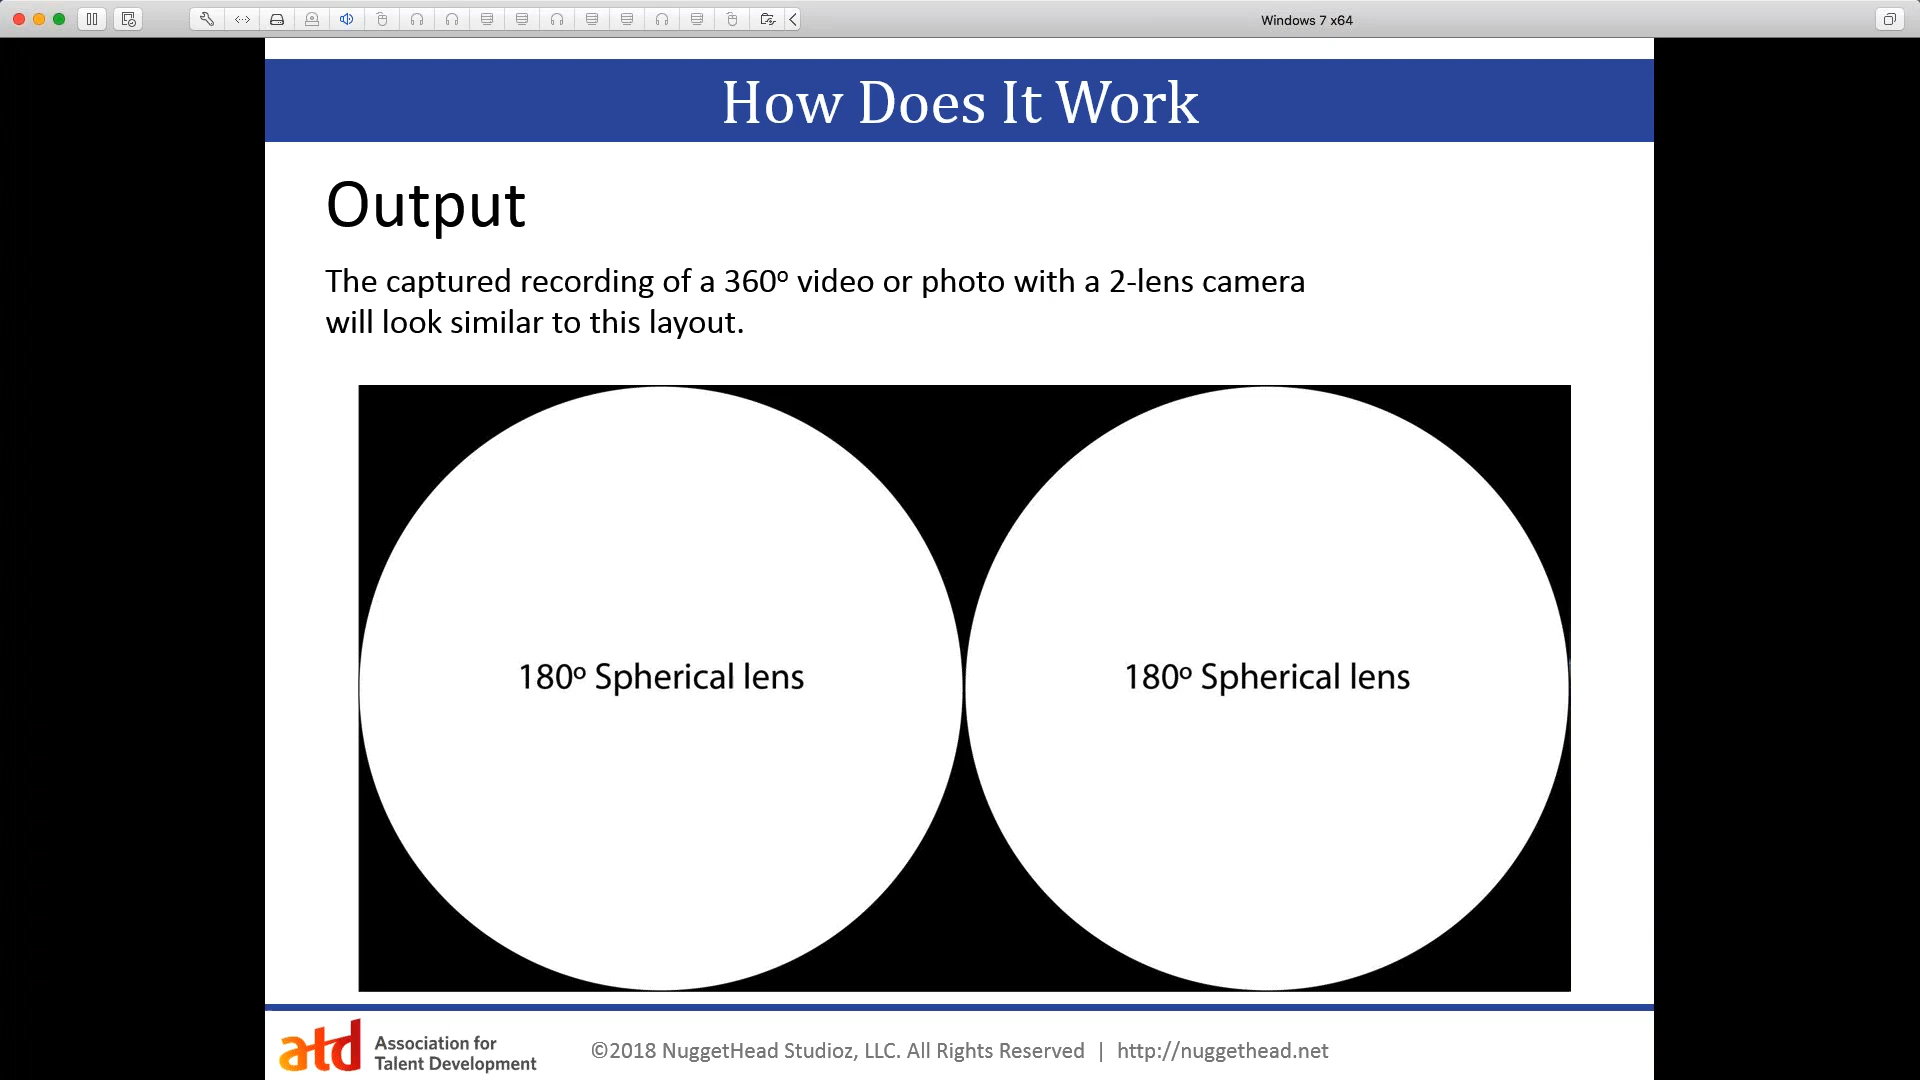 Windows 7 x64
How Does It Work
Output
The captured recording of a 360º video or photo with a 2-lens camera
will look similar to this layout.
180º Spherical lens
180º Spherical lens
atd
Association for
Talent Development
©2018 NuggetHead Studioz, LLC. All Rights Reserved | http://nuggethead.net